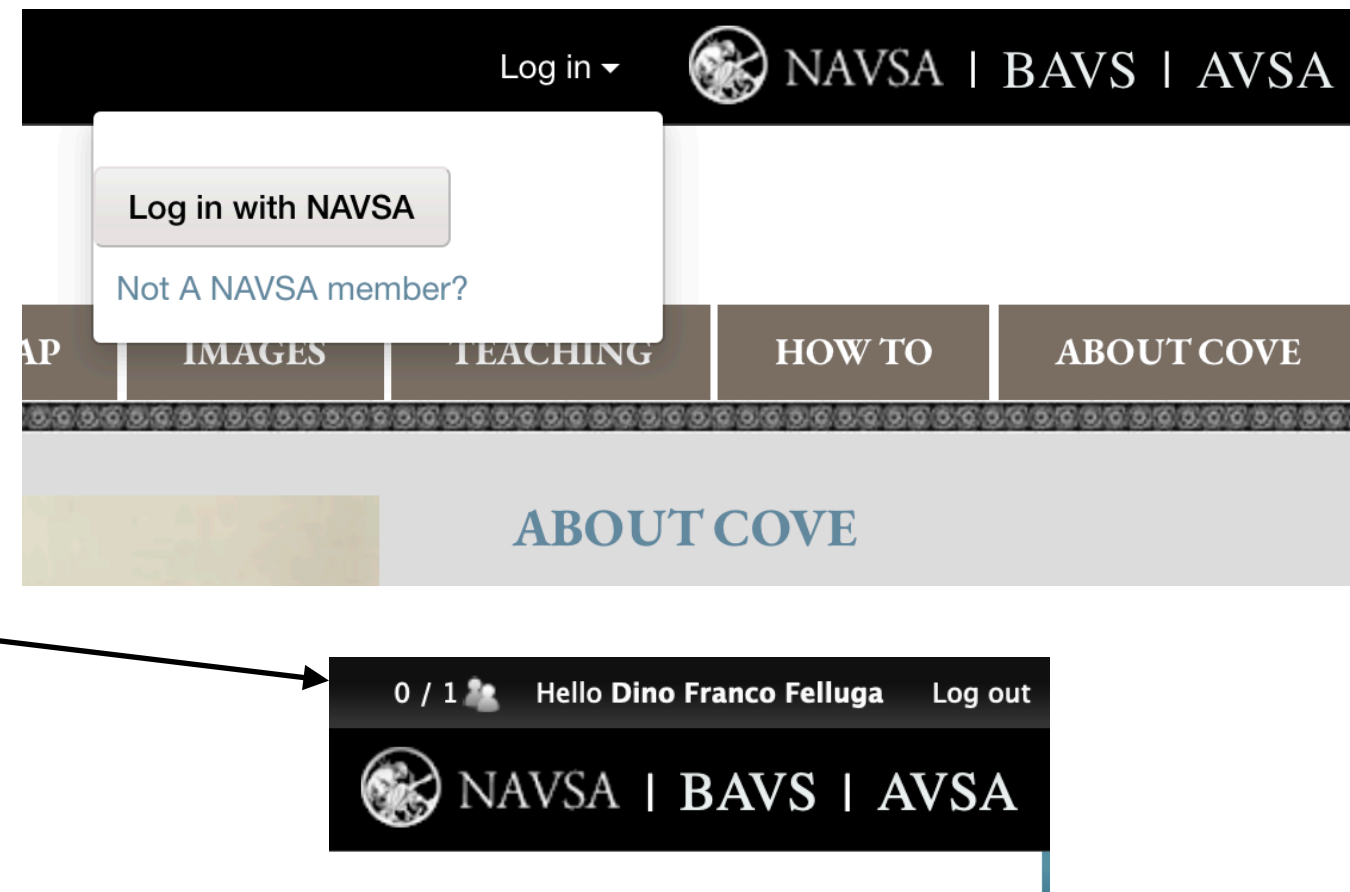 Log in
NAVSA | BAVS | AVSA
Log in with NAVSA
Not A NAVSA member?
AP IMAGES TEACHING HOW TO ABOUT COVE
ABOUT COVE
0 / 1 Hello Dino Franco Felluga Log out
NAVSA | BAVS | AVSA